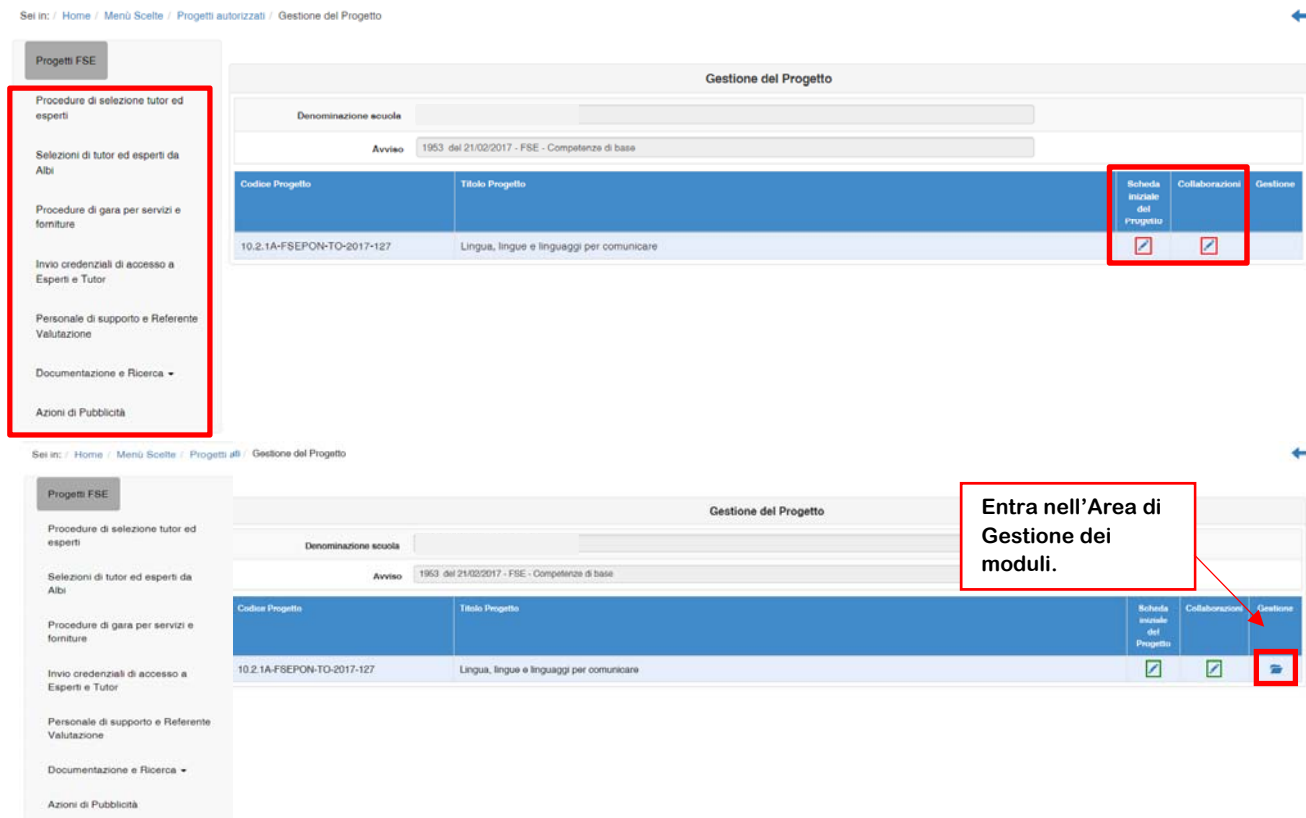 Sei in: / Home / Menù Scelte / Progetti autorizzati / Gestione del Progetto
Progetti FSE
Procedure di selezione tutor ed
esperti
Selezioni di tutor ed esperti da
Albi
Procedure di gara per servizi e
forniture
Invio credenziali di accesso a
Esperti e Tutor
Personale di supporto e Referente
Valutazione
Documentazione e Ricerca
Azioni di Pubblicità
Gestione del Progetto
Denominazione scuola
Avviso 1953 del 21/02/2017 - FSE - Competenze di base
Codice Progetto Titolo Progetto Scheda iniziale del Progetto Collaborazioni Gestione
10.2.1A-FSEPON-TO-2017-127 Lingua, lingue e linguaggi per comunicare
Sei in: / Home / Menù Scelte / Progetti / Gestione del Progetto
Progetti FSE
Procedure di selezione tutor ed
esperti
Selezioni di tutor ed esperti da
Albi
Procedure di gara per servizi e
forniture
Invio credenziali di accesso a
Esperti e Tutor
Personale di supporto e Referente
Valutazione
Documentazione e Ricerca
Azioni di Pubblicità
Gestione del Progetto
Denominazione scuola
Avviso 1953 del 21/02/2017 - FSE - Competenze di base
Entra nell’Area di
Gestione dei
moduli.
Codice Progetto Titolo Progetto Scheda iniziale del Progetto Collaborazioni Gestione
10.2.1A-FSEPON-TO-2017-127 Lingua, lingue e linguaggi per comunicare